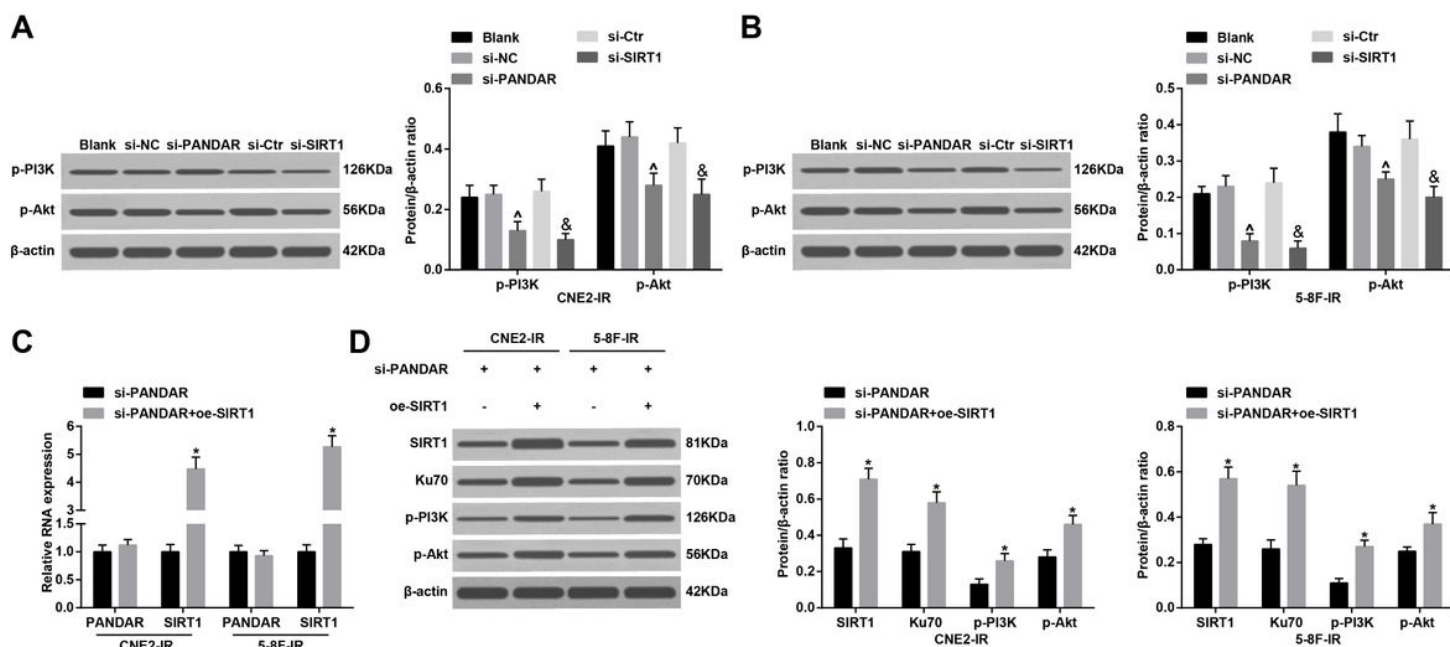 A
Blank
si-NC
si-PANDAR
si-Ctr
si-SIRT1
Blank si-NC si-PANDAR si-Ctr si-SIRT1
p-PI3K 126KDa
p-Akt 56KDa
β-actin 42KDa
Protein/β-actin ratio
0.6
0.4
0.2
0.0
^ & ^ &
p-PI3K p-Akt
CNE2-IR
B
Blank
si-NC
si-PANDAR
si-Ctr
si-SIRT1
Blank si-NC si-PANDAR si-Ctr si-SIRT1
p-PI3K 126KDa
p-Akt 56KDa
β-actin 42KDa
Protein/β-actin ratio
0.5
0.4
0.3
0.2
0.1
0.0
^ & ^ &
p-PI3K p-Akt
5-8F-IR
C
si-PANDAR
si-PANDAR+oe-SIRT1
Relative RNA expression
6
5
4
3
1.5
1.0
0.5
0.0
* *
PANDAR SIRT1 PANDAR SIRT1
CNE2-IR 5-8F-IR
D
CNE2-IR 5-8F-IR
si-PANDAR + + + +
oe-SIRT1 - + - +
SIRT1 81KDa
Ku70 70KDa
p-PI3K 126KDa
p-Akt 56KDa
β-actin 42KDa
si-PANDAR
si-PANDAR+oe-SIRT1
Protein/β-actin ratio
1.0
0.8
0.6
0.4
0.2
0.0
* * * *
SIRT1 Ku70 p-PI3K p-Akt
CNE2-IR
si-PANDAR
si-PANDAR+oe-SIRT1
Protein/β-actin ratio
0.8
0.6
0.4
0.2
0.0
* * * *
SIRT1 Ku70 p-PI3K p-Akt
5-8F-IR